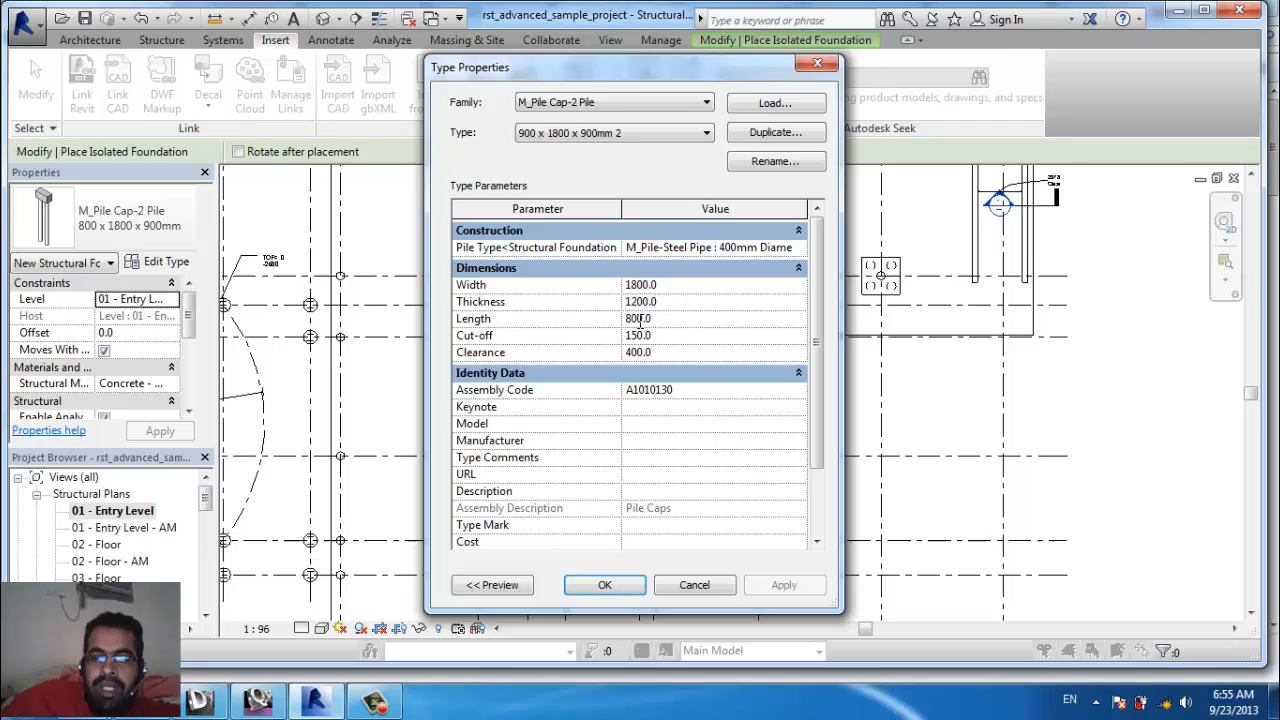 rst_advanced_sample_project - Structural...
Type a keyword or phrase
Sign In
Architecture
Structure Systems Insert Annotate Analyze Massing & Site Collaborate View Manage Modify | Place Isolated Foundation
Modify
Link
Revit
Link
CAD
DWF
Markup
Decal
Point
Cloud
Manage
Links
Import
CAD
Import
gbXML
Select
Link
Autodesk Seek
Modify | Place Isolated Foundation
Rotate after placement
Properties
M_Pile Cap-2 Pile
800 x 1800 x 900mm
Edit Type
Constraints
Level 01 - Entry L...
Host Level : 01 - En...
Offset 0.0
Moves With ...
Materials and ...
Structural M... Concrete - ...
Structural
Enable Analy
Properties help
Apply
Project Browser - rst_advanced_sam...
Views (all)
Structural Plans
01 - Entry Level
01 - Entry Level - AM
02 - Floor
02 - Floor - AM
03 - Floor
1 : 96
Type Properties
Family: M_Pile Cap-2 Pile Load...
Type: 900 x 1800 x 900mm 2 Duplicate...
Rename...
Type Parameters
Parameter Value
Construction
Pile Type<Structural Foundation M_Pile-Steel Pipe : 400mm Diame
Dimensions
Width 1800.0
Thickness 1200.0
Length 800.0
Cut-off 150.0
Clearance 400.0
Identity Data
Assembly Code A1010130
Keynote
Model
Manufacturer
Type Comments
URL
Description
Assembly Description Pile Caps
Type Mark
Cost
<< Preview OK Cancel Apply
:0
Main Model
:0
EN
6:55 AM
9/23/2013